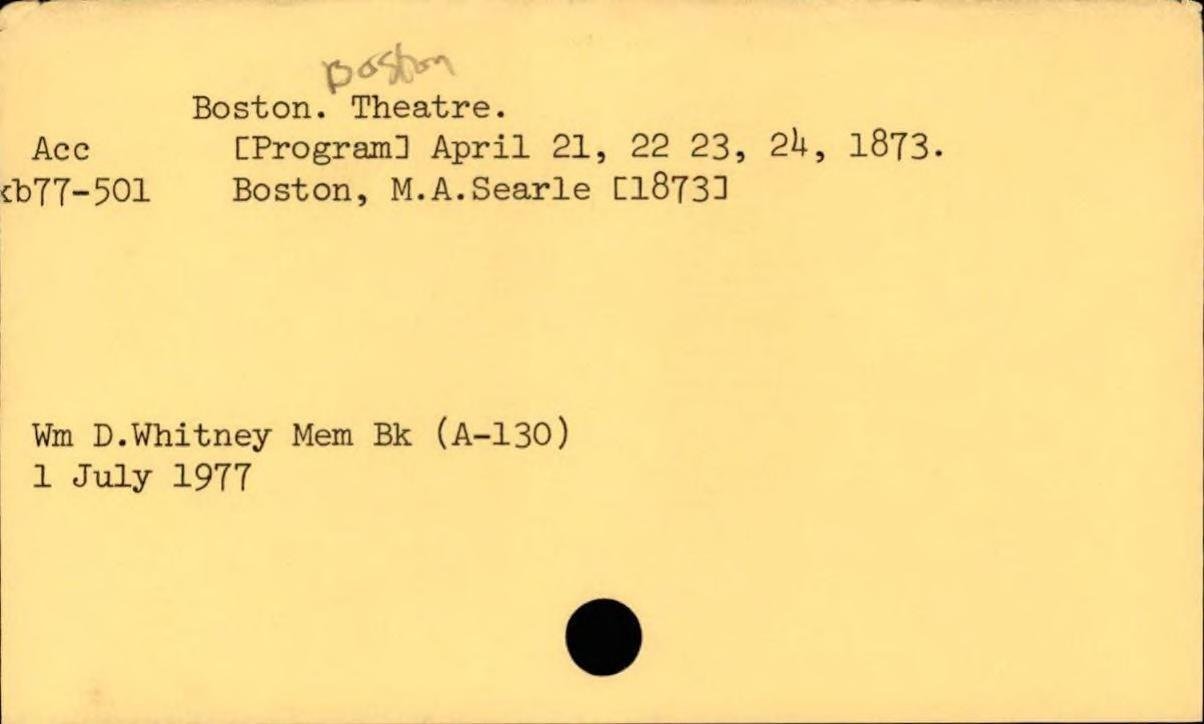 Boston
Boston. Theatre.
Acc [Program] April 21, 22 23, 24, 1873.
xb77-501 Boston, M.A.Searle [1873]
Wm D.Whitney Mem Bk (A-130)
1 July 1977